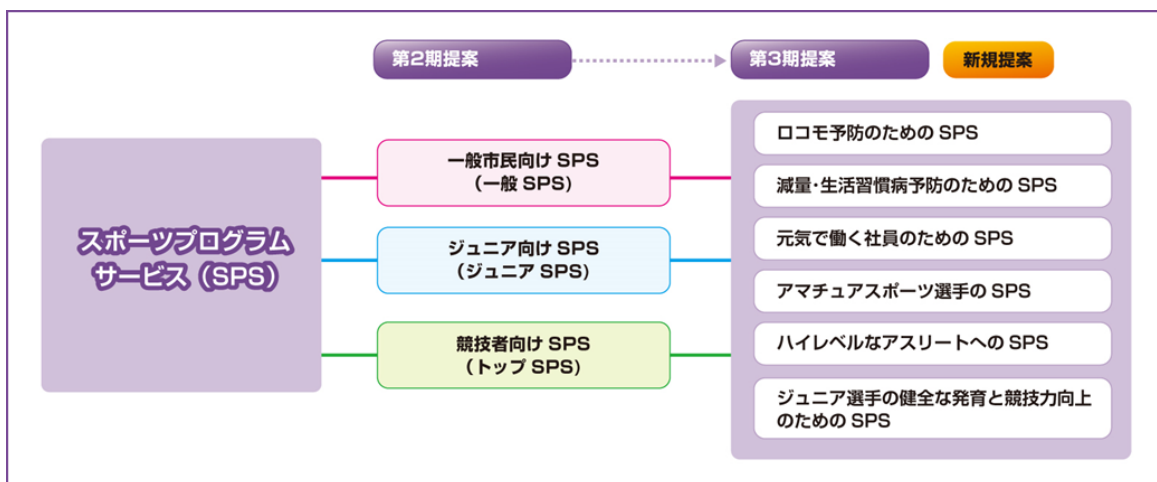 第2期提案
第3期提案
新規提案
スポーツプログラム
サービス（SPS）
一般市民向け SPS
（一般 SPS）
ジュニア向け SPS
（ジュニア SPS）
競技者向け SPS
（トップ SPS）
ロコモ予防のための SPS
減量・生活習慣病予防のための SPS
元気で働く社員のための SPS
アマチュアスポーツ選手の SPS
ハイレベルなアスリートへの SPS
ジュニア選手の健全な発育と競技力向上
のための SPS